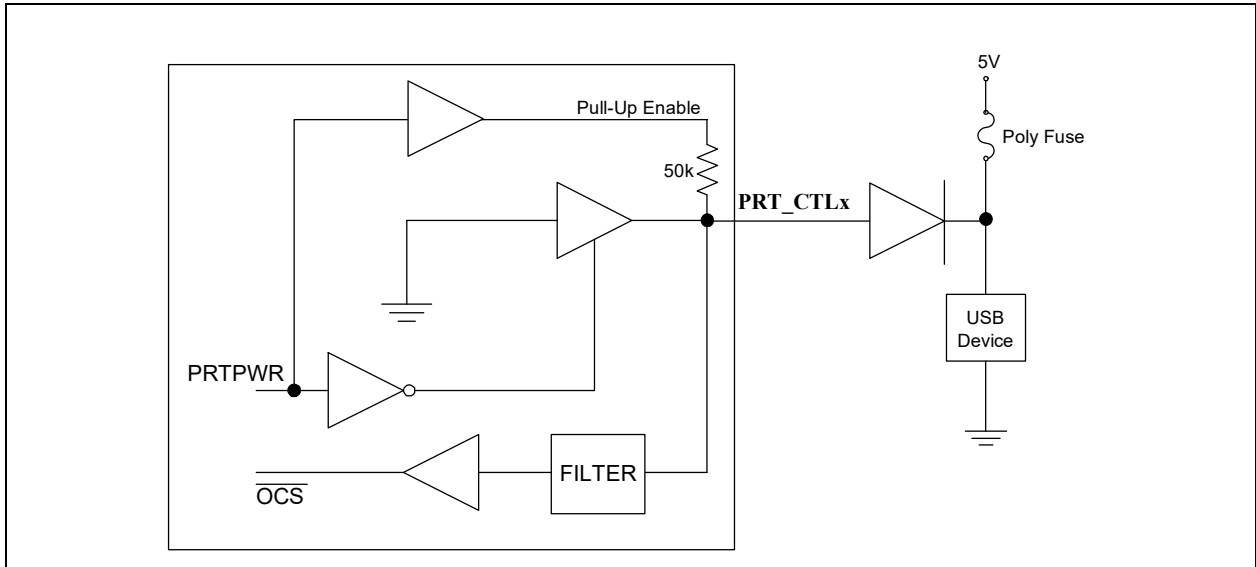 5V
Pull-Up Enable
Poly Fuse
50k
PRT_CTLx
USB
Device
PRTPWR
FILTER
OCS